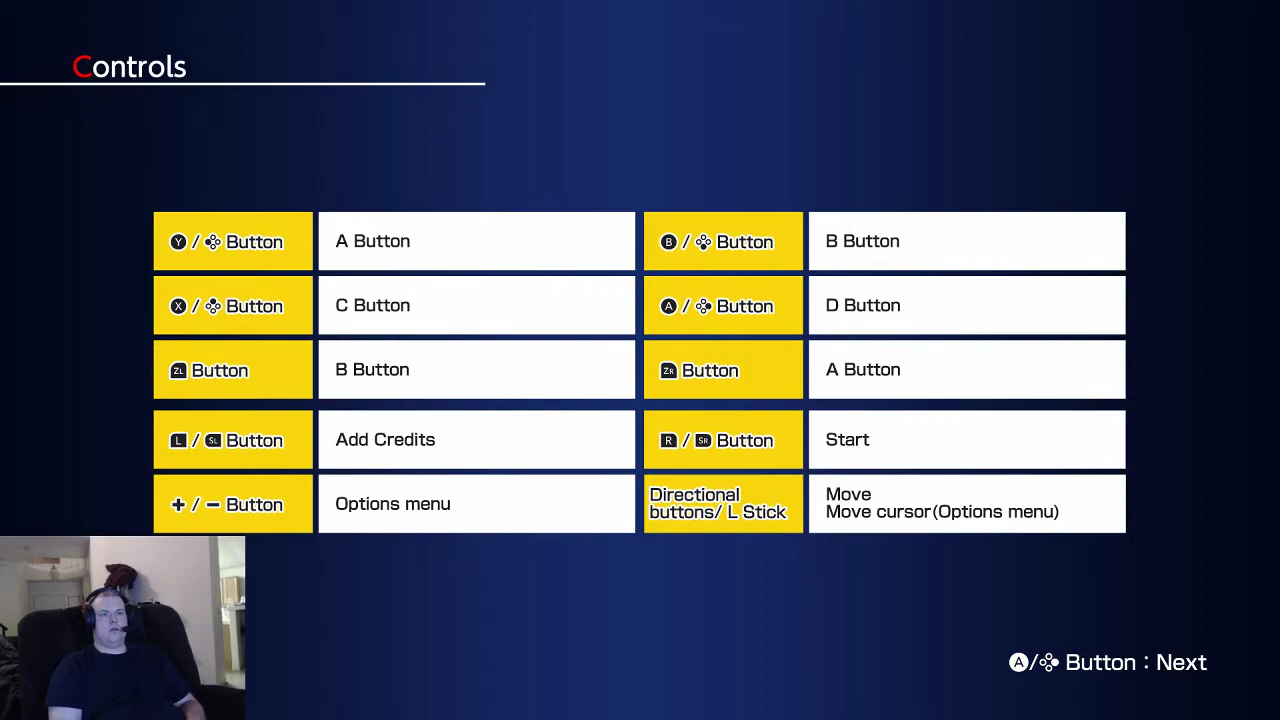 Controls
Y / Button A Button B / Button B Button
X / Button C Button A / Button D Button
ZL Button B Button ZR Button A Button
L / SL Button Add Credits R / SR Button Start
+ / - Button Options menu Directional buttons/ L Stick Move
Move cursor(Options menu)
A / Button : Next